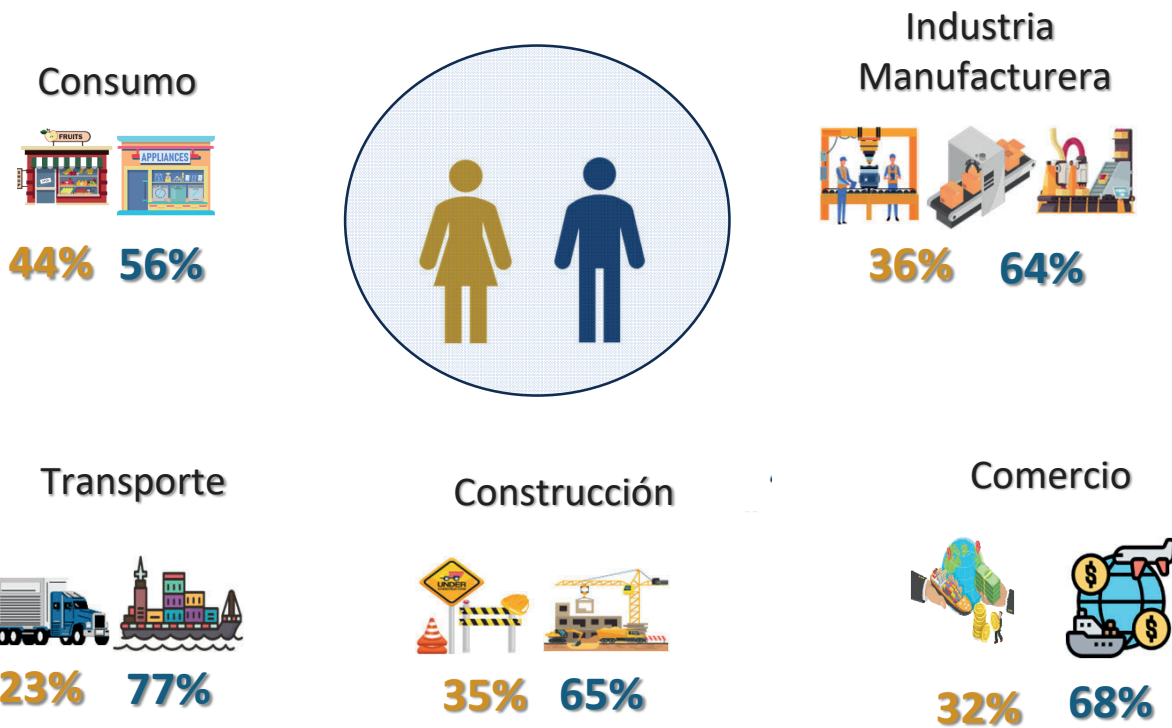 Consumo
FRUITS
APPLIANCES
44% 56%
Industria
Manufacturera
36% 64%
Transporte
23% 77%
Construcción
UNDER
CONSTRUCTION
35% 65%
Comercio
$
$
32% 68%